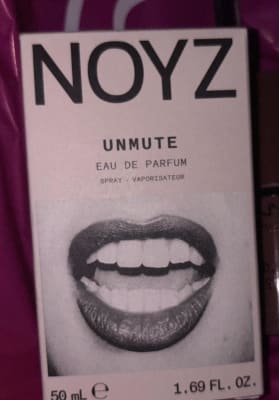 NOYZ
UNMUTE
EAU DE PARFUM
SPRAY - VAPORISATEUR
50 mL ℮ 1.69 FL. OZ.